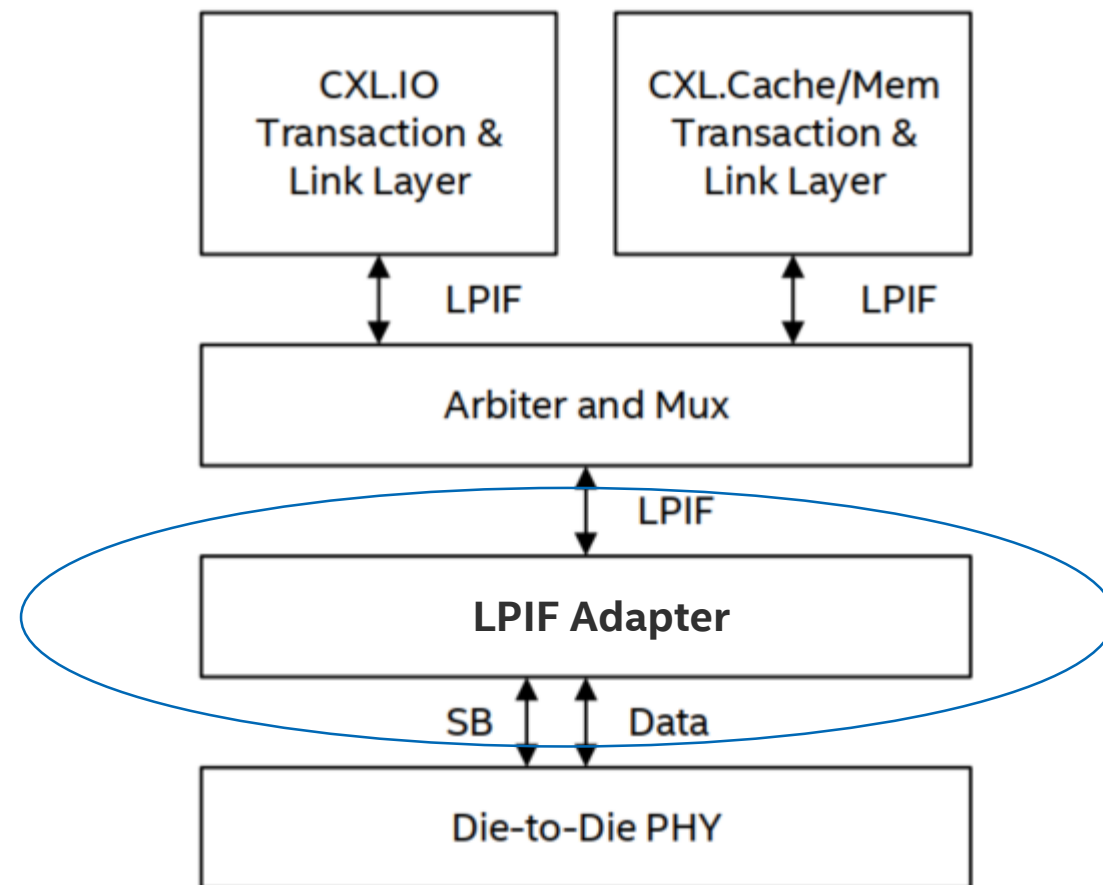 CXL.IO
Transaction &
Link Layer
CXL.Cache/Mem
Transaction &
Link Layer
LPIF
LPIF
Arbiter and Mux
LPIF
LPIF Adapter
SB
Data
Die-to-Die PHY